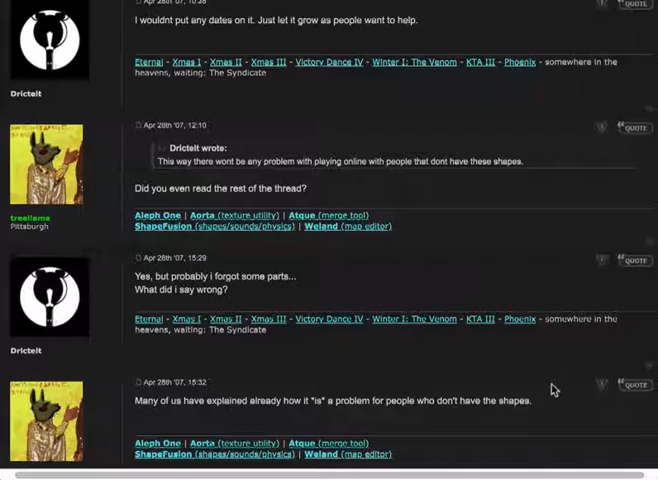 Apr 28th '07, 10:28
QUOTE
I wouldnt put any dates on it. Just let it grow as people want to help.
Eternal - Xmas I - Xmas II - Xmas III - Victory Dance IV - Winter I: The Venom - KTA III - Phoenix - somewhere in the
heavens, waiting: The Syndicate
Drictelt
Apr 28th '07, 12:10
QUOTE
Drictelt wrote:
This way there wont be any problem with playing online with people that dont have these shapes.
Did you even read the rest of the thread?
treellama
Pittsburgh
Aleph One | Aorta (texture utility) | Atque (merge tool)
ShapeFusion (shapes/sounds/physics) | Weland (map editor)
Apr 28th '07, 15:29
QUOTE
Yes, but probably i forgot some parts...
What did i say wrong?
Eternal - Xmas I - Xmas II - Xmas III - Victory Dance IV - Winter I: The Venom - KTA III - Phoenix - somewhere in the
heavens, waiting: The Syndicate
Drictelt
Apr 28th '07, 15:32
QUOTE
Many of us have explained already how it *is* a problem for people who don't have the shapes.
Aleph One | Aorta (texture utility) | Atque (merge tool)
ShapeFusion (shapes/sounds/physics) | Weland (map editor)